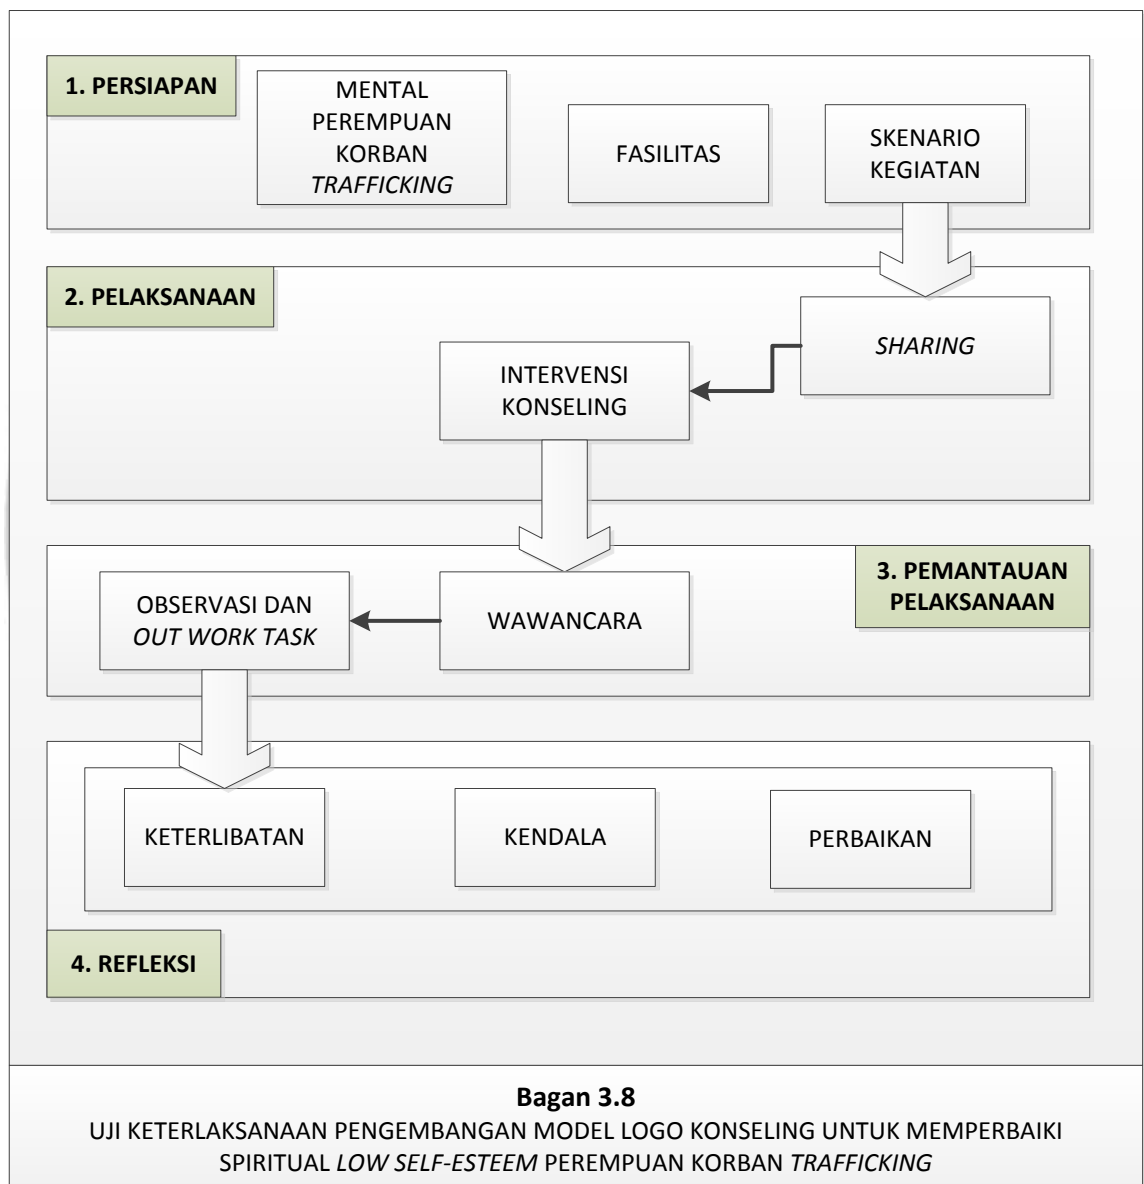 1. PERSIAPAN
MENTAL
PEREMPUAN
KORBAN
TRAFFICKING
FASILITAS
SKENARIO
KEGIATAN
2. PELAKSANAAN
SHARING
INTERVENSI
KONSELING
3. PEMANTAUAN
PELAKSANAAN
OBSERVASI DAN
OUT WORK TASK
WAWANCARA
KETERLIBATAN
KENDALA
PERBAIKAN
4. REFLEKSI
Bagan 3.8
UJI KETERLAKSANAAN PENGEMBANGAN MODEL LOGO KONSELING UNTUK MEMPERBAIKI
SPIRITUAL LOW SELF-ESTEEM PEREMPUAN KORBAN TRAFFICKING